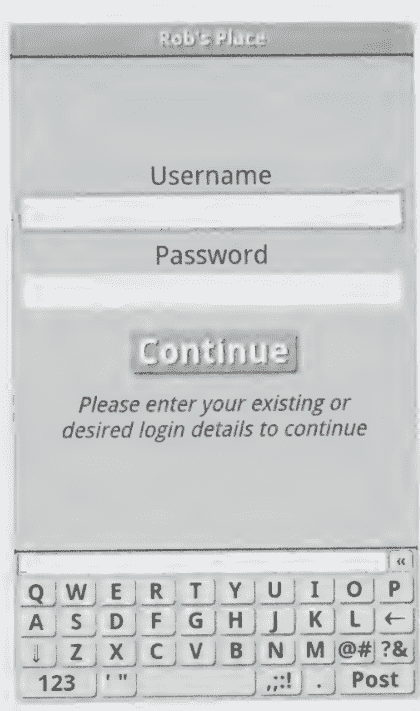 Rob's Place
Username
Password
Continue
Please enter your existing or
desired login details to continue
«
Q W E R T Y U I O P
A S D F G H J K L ←
↓ Z X C V B N M @# ?&
123 ' " ,;:! . Post